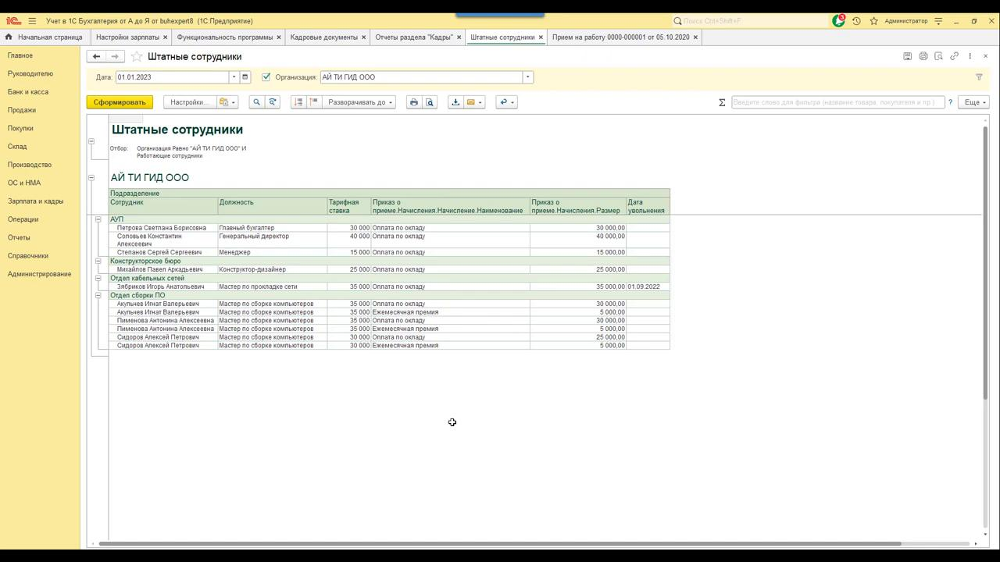 Учет в 1С Бухгалтерия от А до Я от buhexpert8 (1С:Предприятие)
Поиск Ctrl+Shift+F
3
Администратор
Начальная страница
Настройки зарплаты
Функциональность программы
Кадровые документы
Отчеты раздела "Кадры"
Штатные сотрудники
Прием на работу 0000-000001 от 05.10.2020
Главное
Руководителю
Банк и касса
Продажи
Покупки
Склад
Производство
ОС и НМА
Зарплата и кадры
Операции
Отчеты
Справочники
Администрирование
Штатные сотрудники
Дата: 01.01.2023 Организация: АЙ ТИ ГИД ООО
Сформировать Настройки... Разворачивать до Σ Введите слово для фильтра (название товара, покупателя и пр.) ? Еще
Штатные сотрудники
Отбор: Организация Равно "АЙ ТИ ГИД ООО" И
Работающие сотрудники
АЙ ТИ ГИД ООО
Подразделение
Сотрудник Должность Тарифная ставка Приказ о приеме.Начисления.Начисление.Наименование Приказ о приеме.Начисления.Размер Дата увольнения
АУП
Петрова Светлана Борисовна Главный бухгалтер 30 000 Оплата по окладу 30 000,00
Соловьев Константин Алексеевич Генеральный директор 40 000 Оплата по окладу 40 000,00
Степанов Сергей Сергеевич Менеджер 15 000 Оплата по окладу 15 000,00
Конструкторское бюро
Михайлов Павел Аркадьевич Конструктор-дизайнер 25 000 Оплата по окладу 25 000,00
Отдел кабельных сетей
Зябриков Игорь Анатольевич Мастер по прокладке сети 35 000 Оплата по окладу 35 000,00 01.09.2022
Отдел сборки ПО
Акульчев Игнат Валерьевич Мастер по сборке компьютеров 35 000 Оплата по окладу 30 000,00
Акульчев Игнат Валерьевич Мастер по сборке компьютеров 35 000 Ежемесячная премия 5 000,00
Пименова Антонина Алексеевна Мастер по сборке компьютеров 35 000 Оплата по окладу 30 000,00
Пименова Антонина Алексеевна Мастер по сборке компьютеров 35 000 Ежемесячная премия 5 000,00
Сидоров Алексей Петрович Мастер по сборке компьютеров 30 000 Оплата по окладу 25 000,00
Сидоров Алексей Петрович Мастер по сборке компьютеров 30 000 Ежемесячная премия 5 000,00